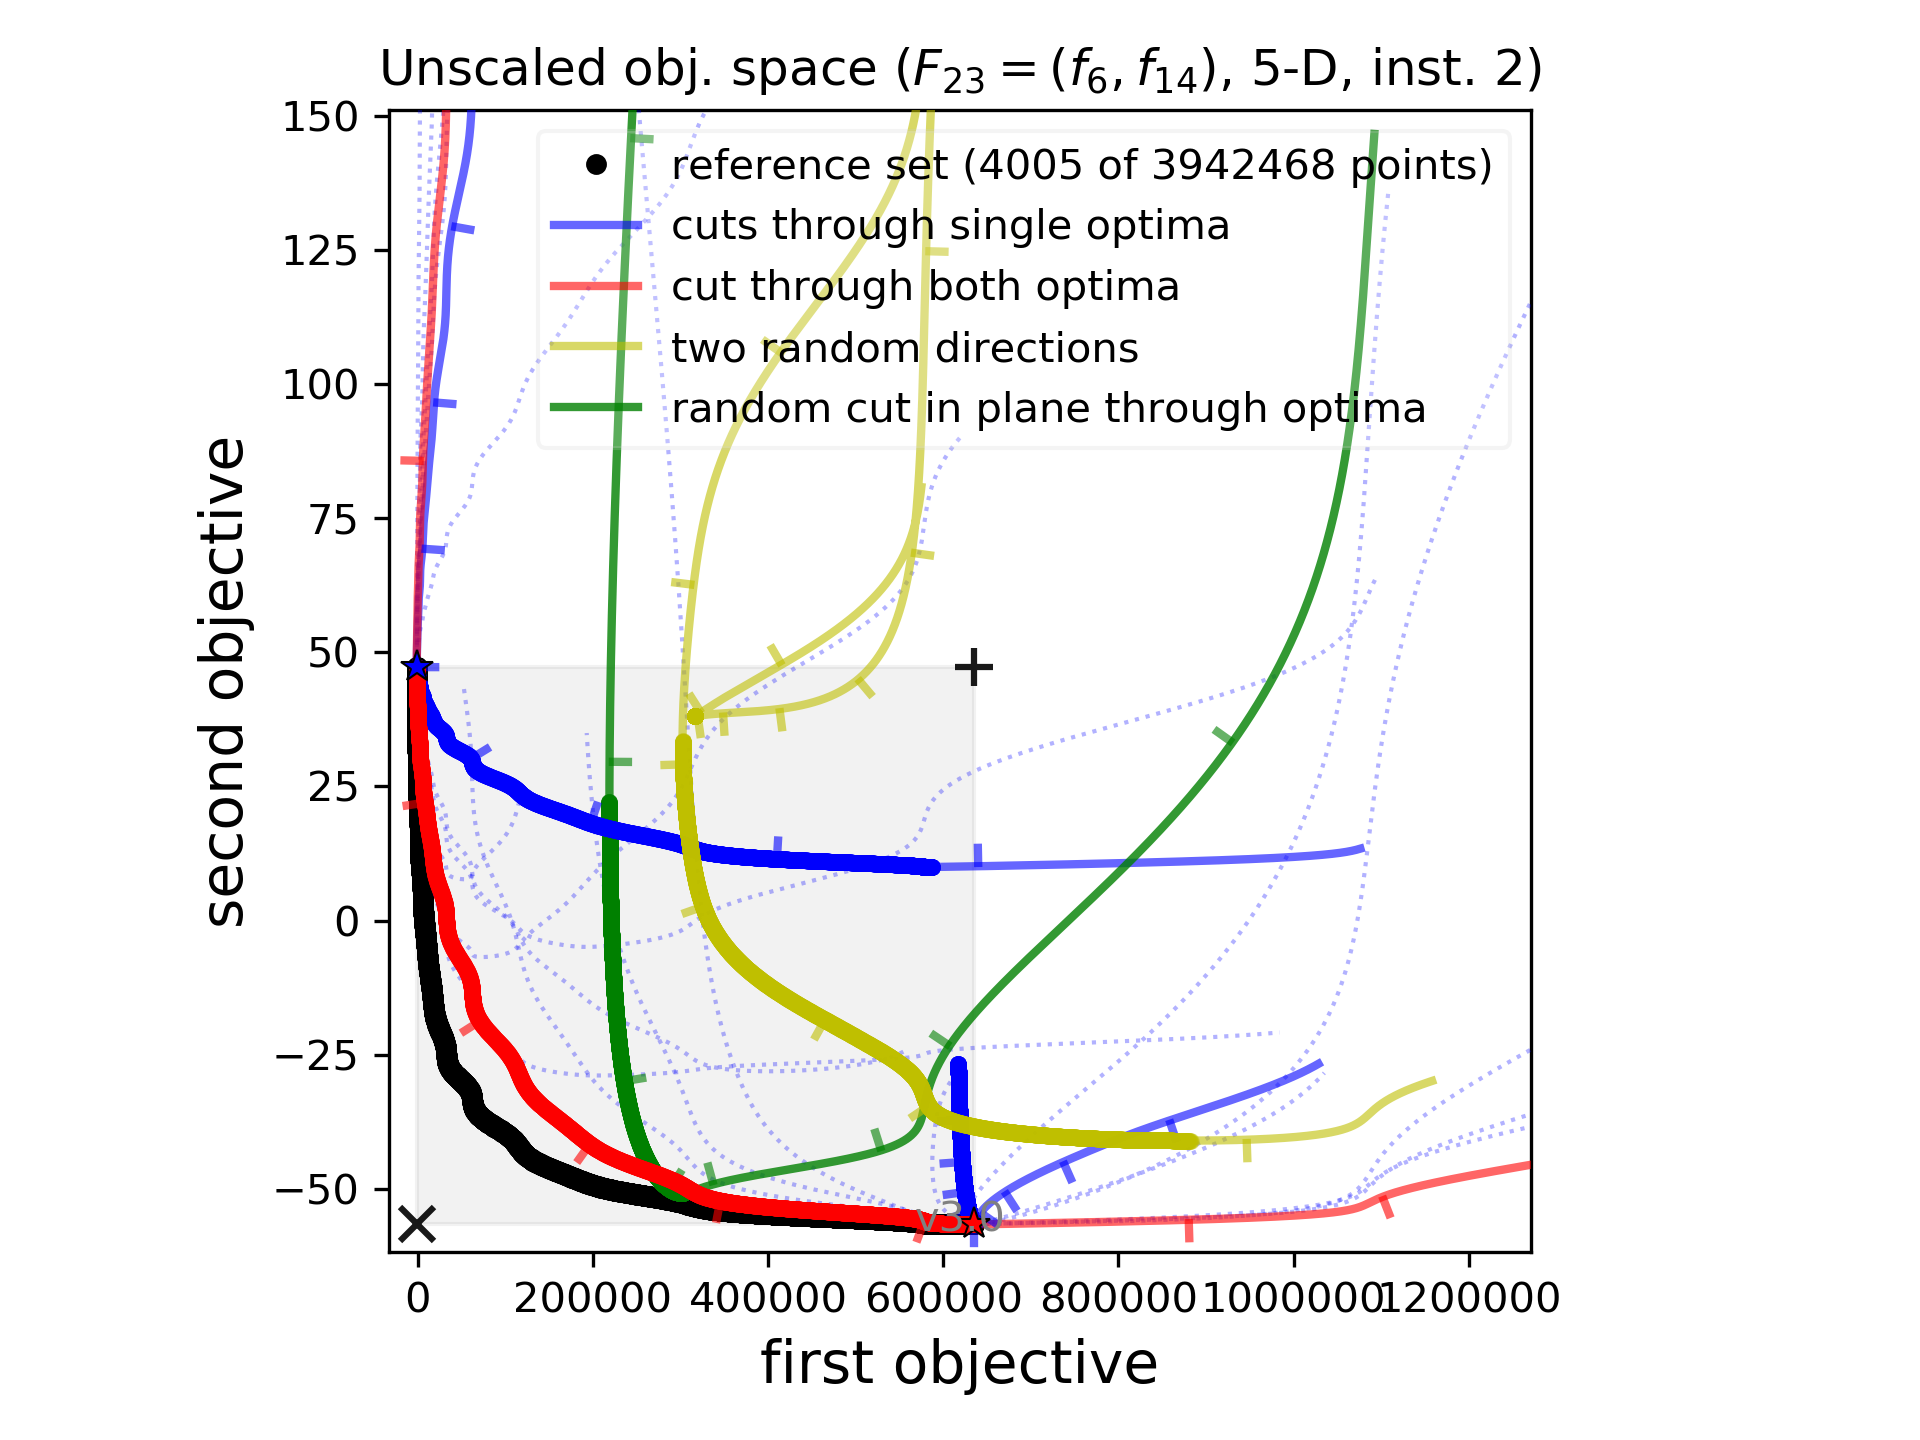 Unscaled obj. space (F₂₃ = (f₆, f₁₄), 5-D, inst. 2)
150
125
100
75
50
25
0
−25
−50
second objective
reference set (4005 of 3942468 points)
cuts through single optima
cut through both optima
two random directions
random cut in plane through optima
v3.0
0 200000 400000 600000 800000 1000000 1200000
first objective